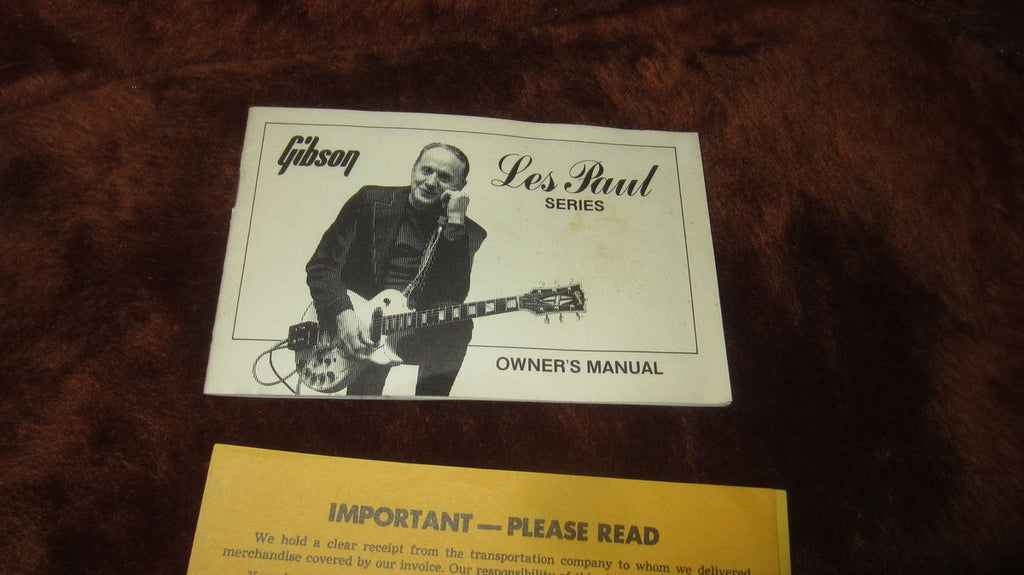 Gibson
Les Paul
SERIES
OWNER'S MANUAL
IMPORTANT — PLEASE READ
We hold a clear receipt from the transportation company to whom we delivered
merchandise covered by our invoice. Our responsibility of